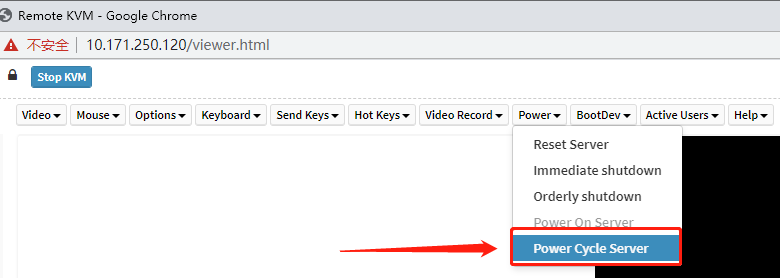 Remote KVM - Google Chrome
不安全 10.171.250.120/viewer.html
Stop KVM
Video Mouse Options Keyboard Send Keys Hot Keys Video Record Power BootDev Active Users Help
Reset Server
Immediate shutdown
Orderly shutdown
Power On Server
Power Cycle Server